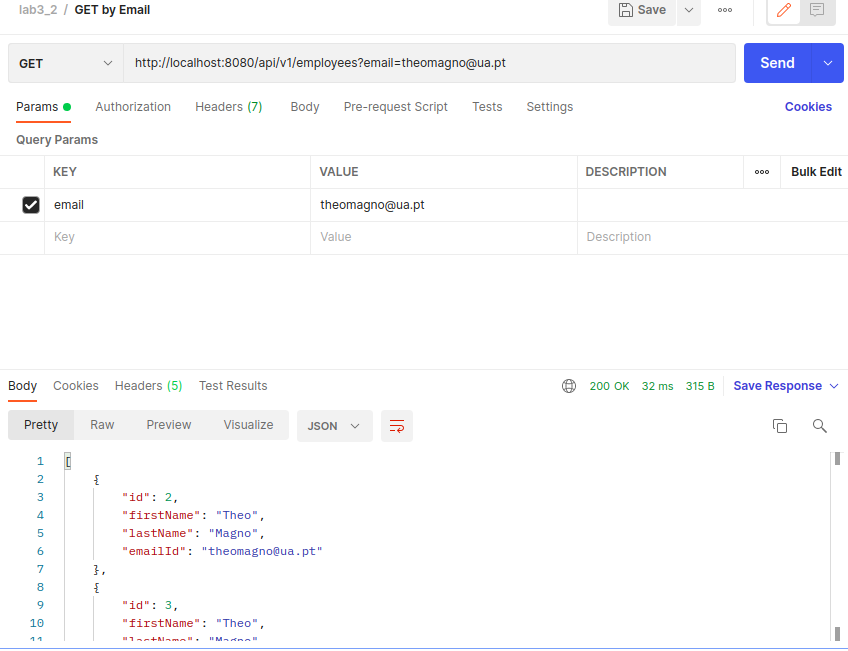 lab3_2 / GET by Email
Save
GET http://localhost:8080/api/v1/employees?email=theomagno@ua.pt Send
Params Authorization Headers (7) Body Pre-request Script Tests Settings Cookies
Query Params
KEY VALUE DESCRIPTION Bulk Edit
email theomagno@ua.pt
Key Value Description
Body Cookies Headers (5) Test Results 200 OK 32 ms 315 B Save Response
Pretty Raw Preview Visualize JSON
1 [
2 {
3 "id": 2,
4 "firstName": "Theo",
5 "lastName": "Magno",
6 "emailId": "theomagno@ua.pt"
7 },
8 {
9 "id": 3,
10 "firstName": "Theo",
11 "lastName": "Magno",